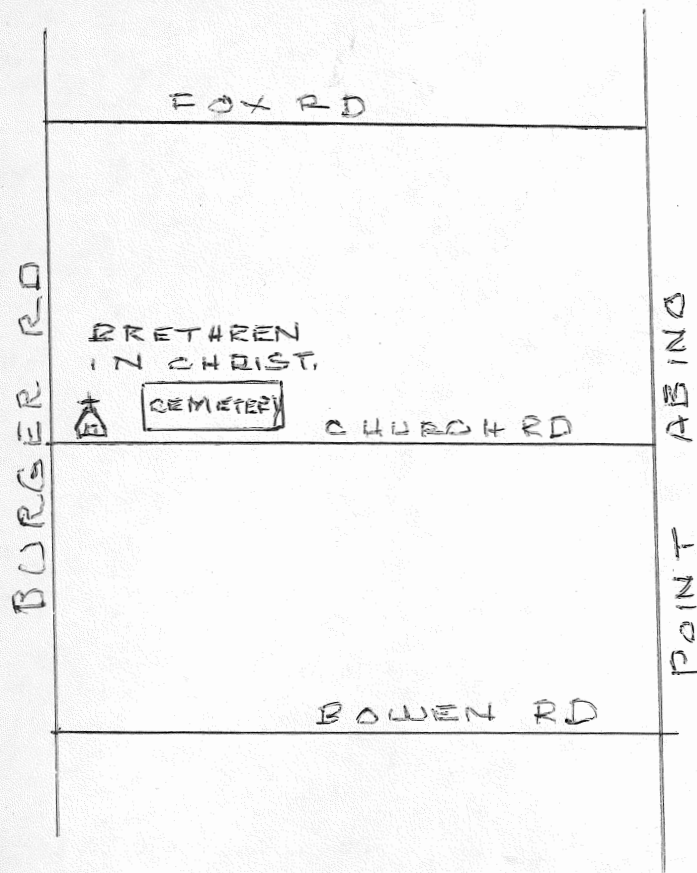 FOX RD
BURGER RD
BRETHREN
IN CHRIST.
CEMETERY
CHURCH RD
POINT ABINO
BOWEN RD